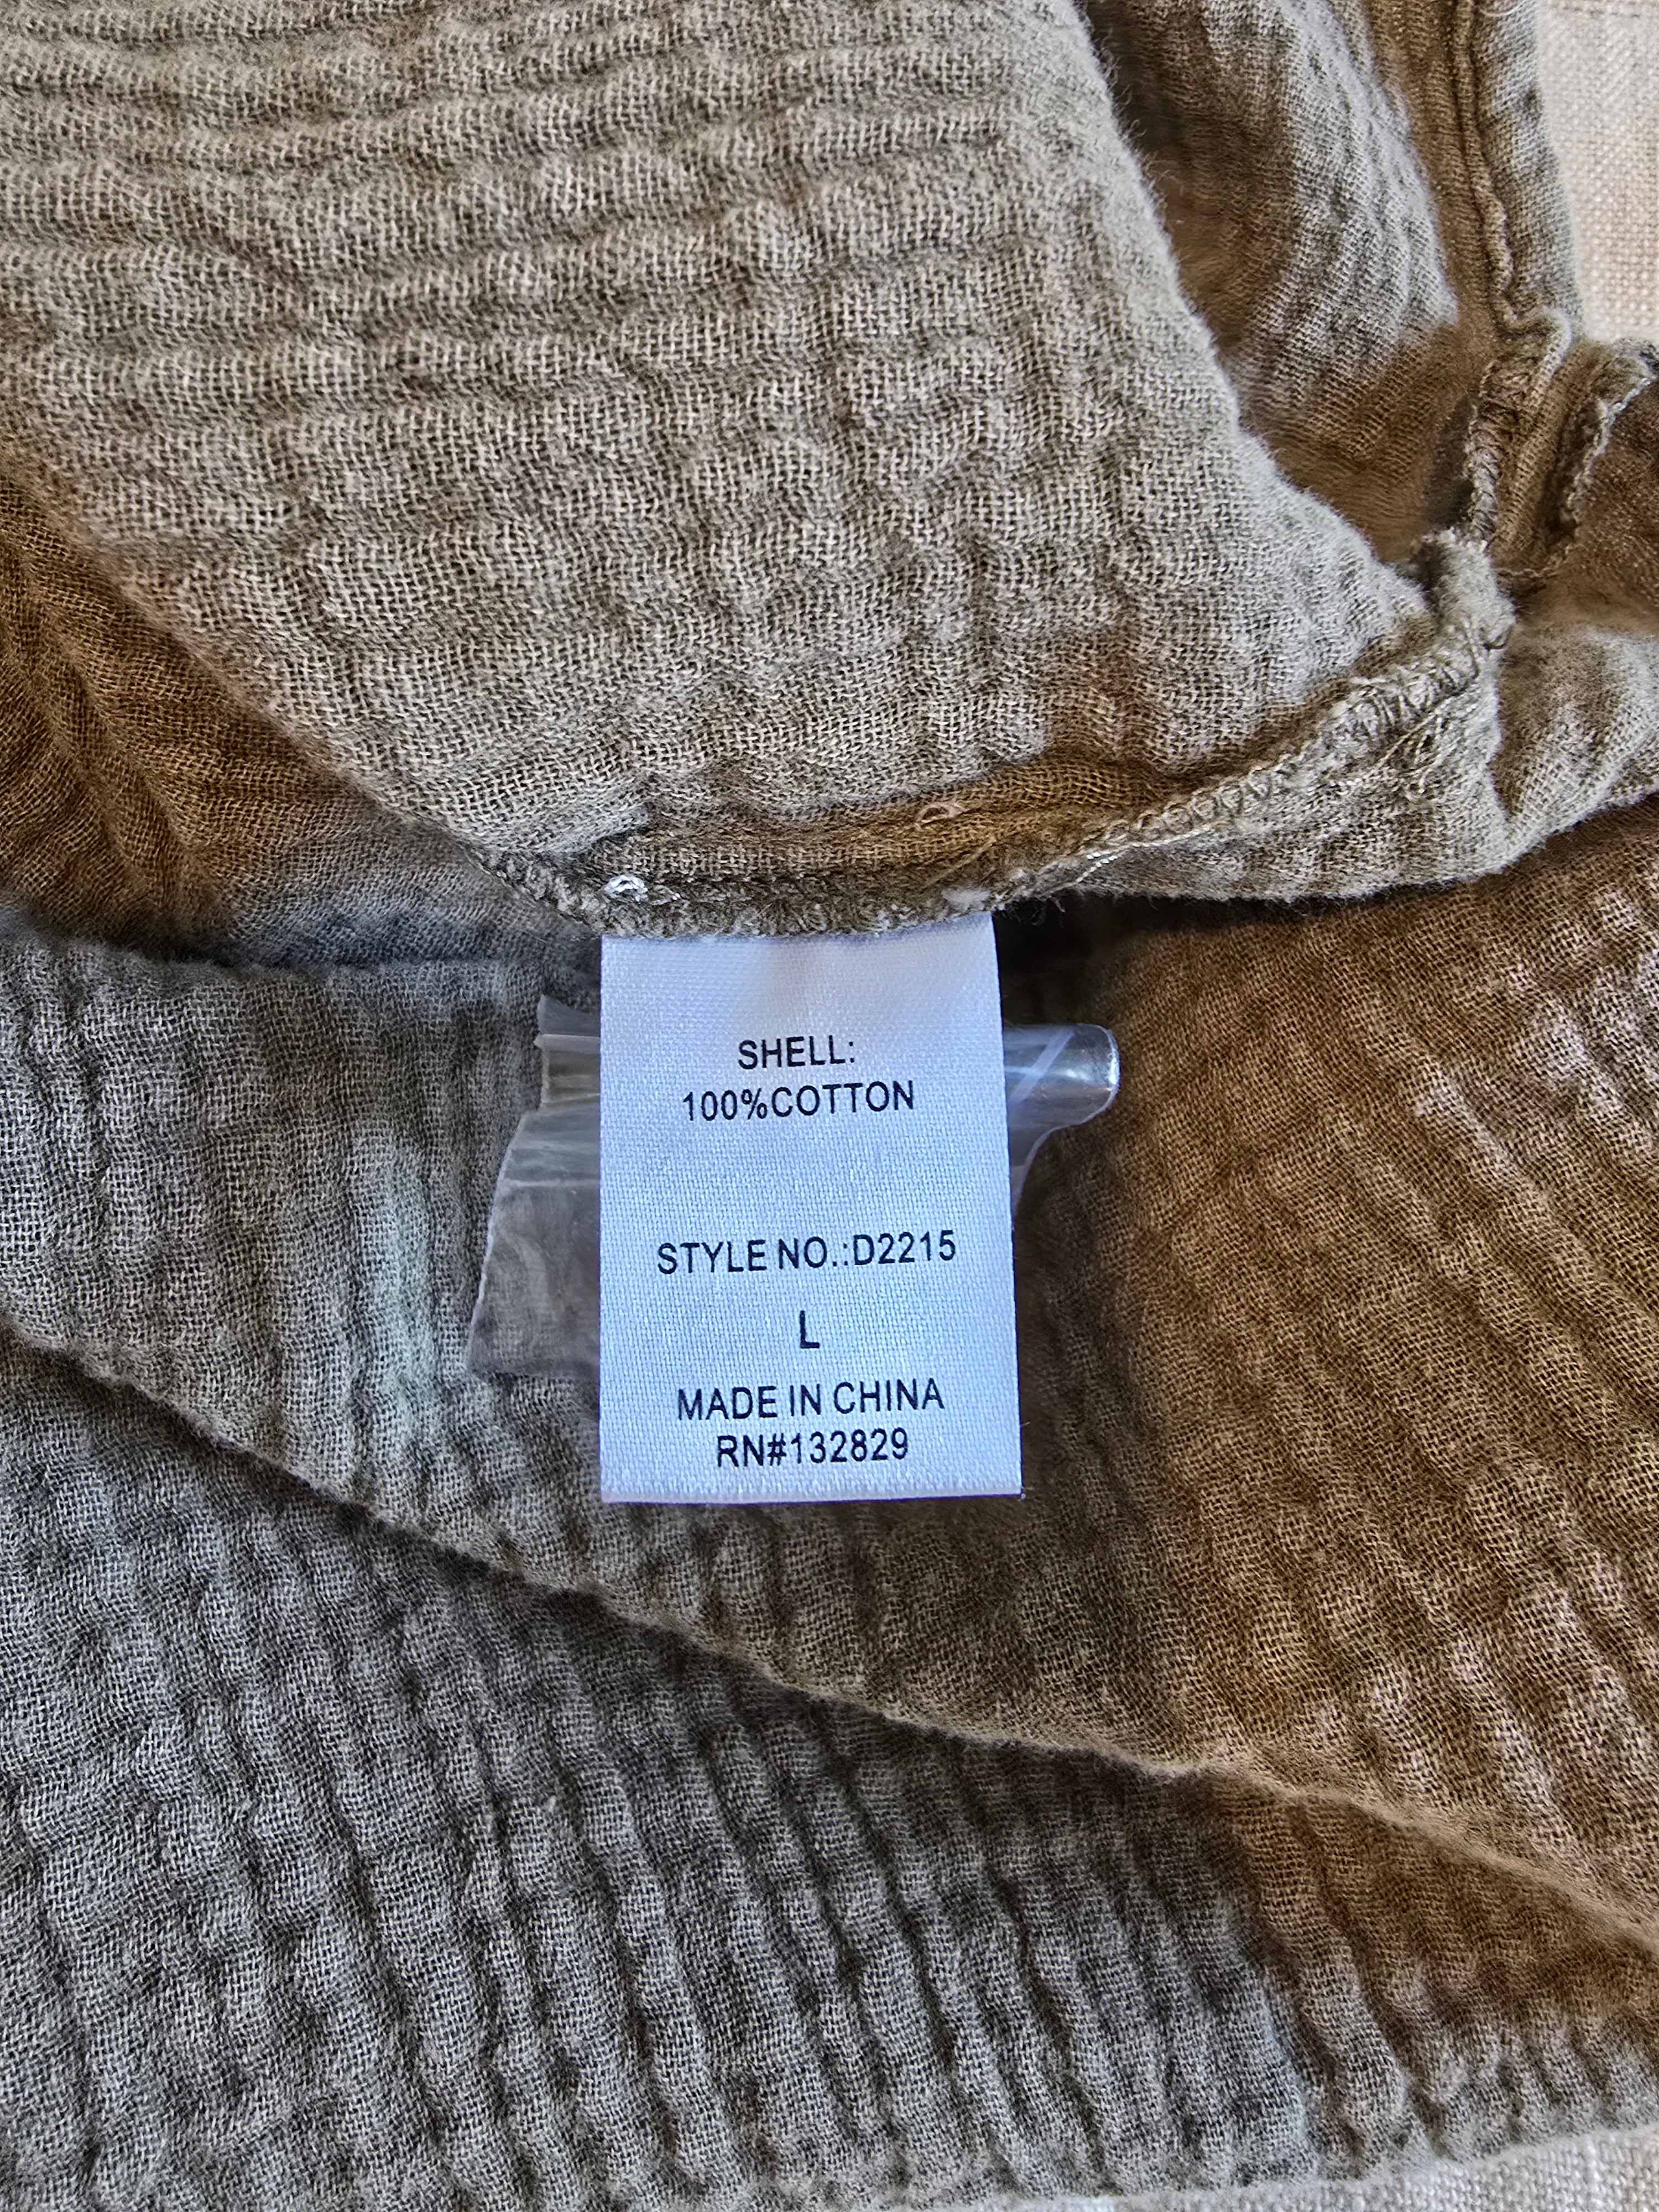 SHELL:
100%COTTON
STYLE NO.:D2215
L
MADE IN CHINA
RN#132829